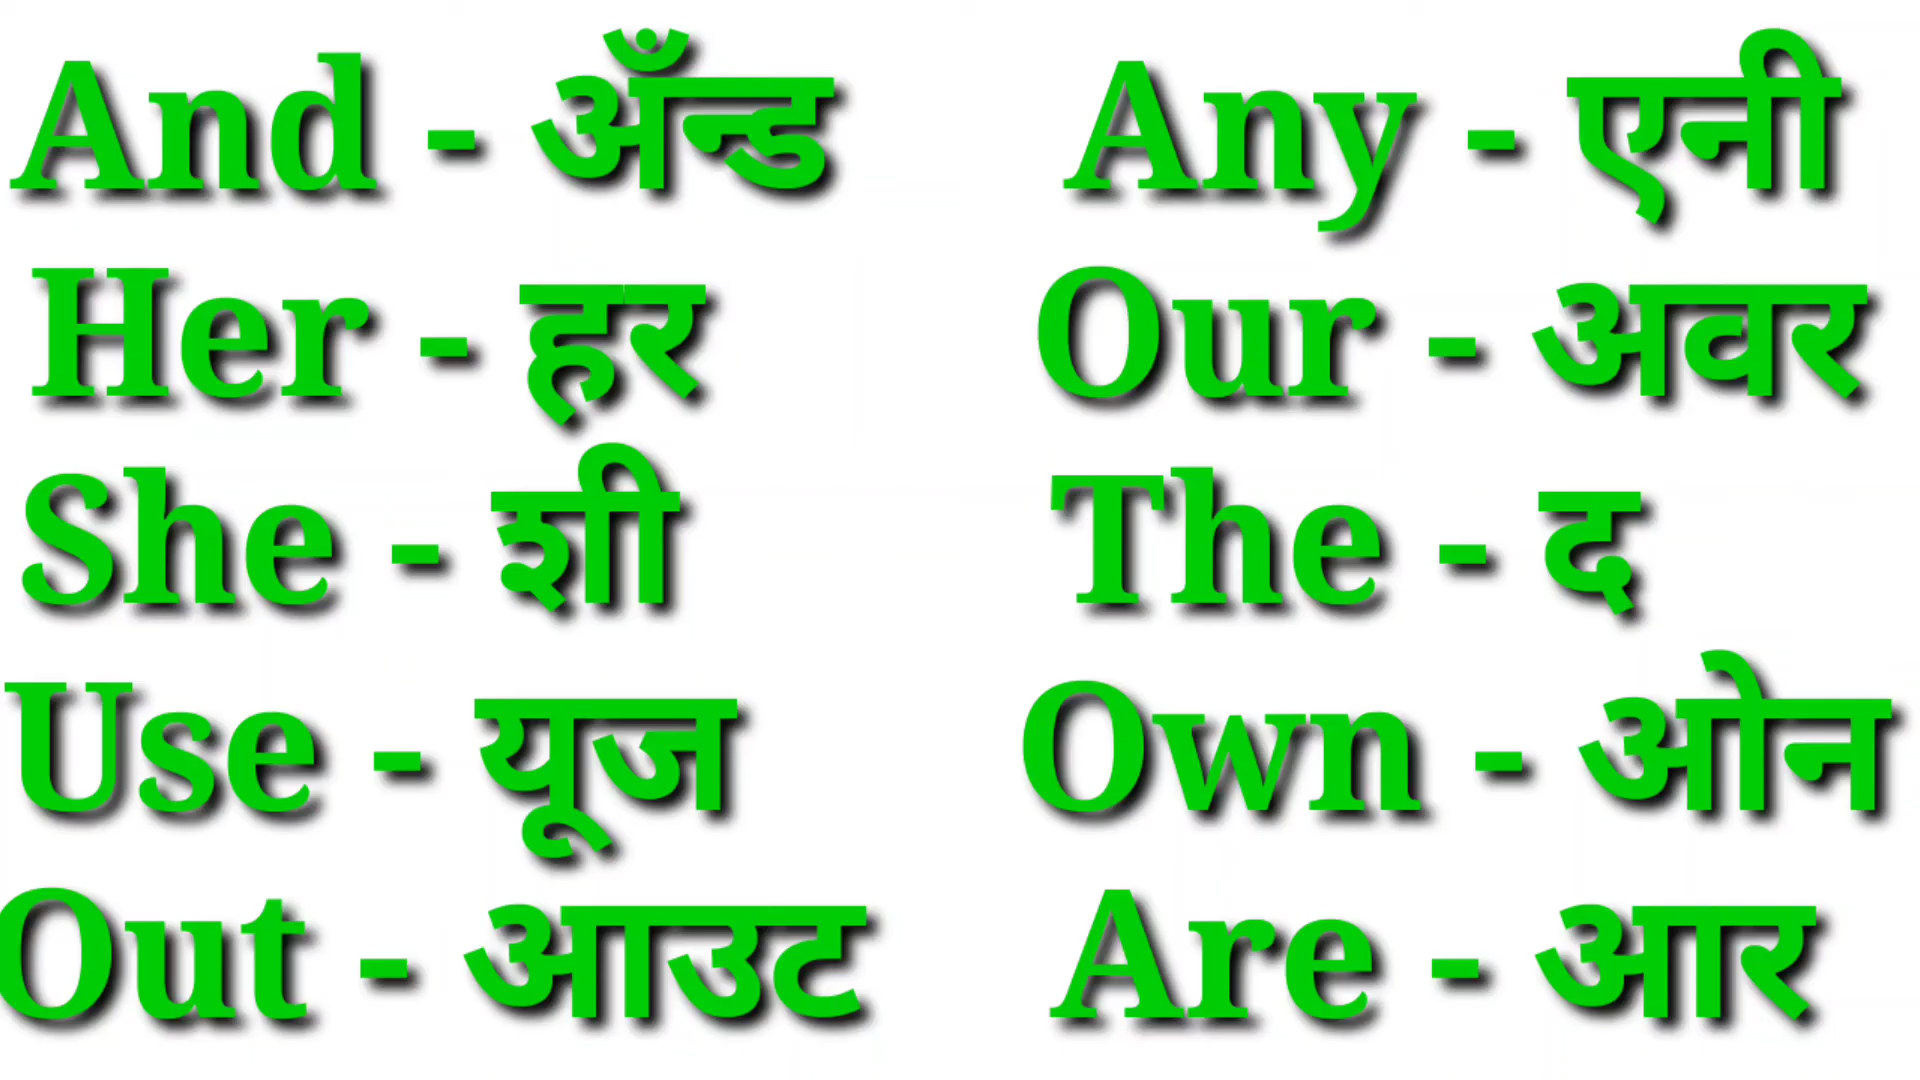 And - अँन्ड Any - एनी
Her - हर Our - अवर
She - शी The - द
Use - यूज Own - ओन
Out - आउट Are - आर